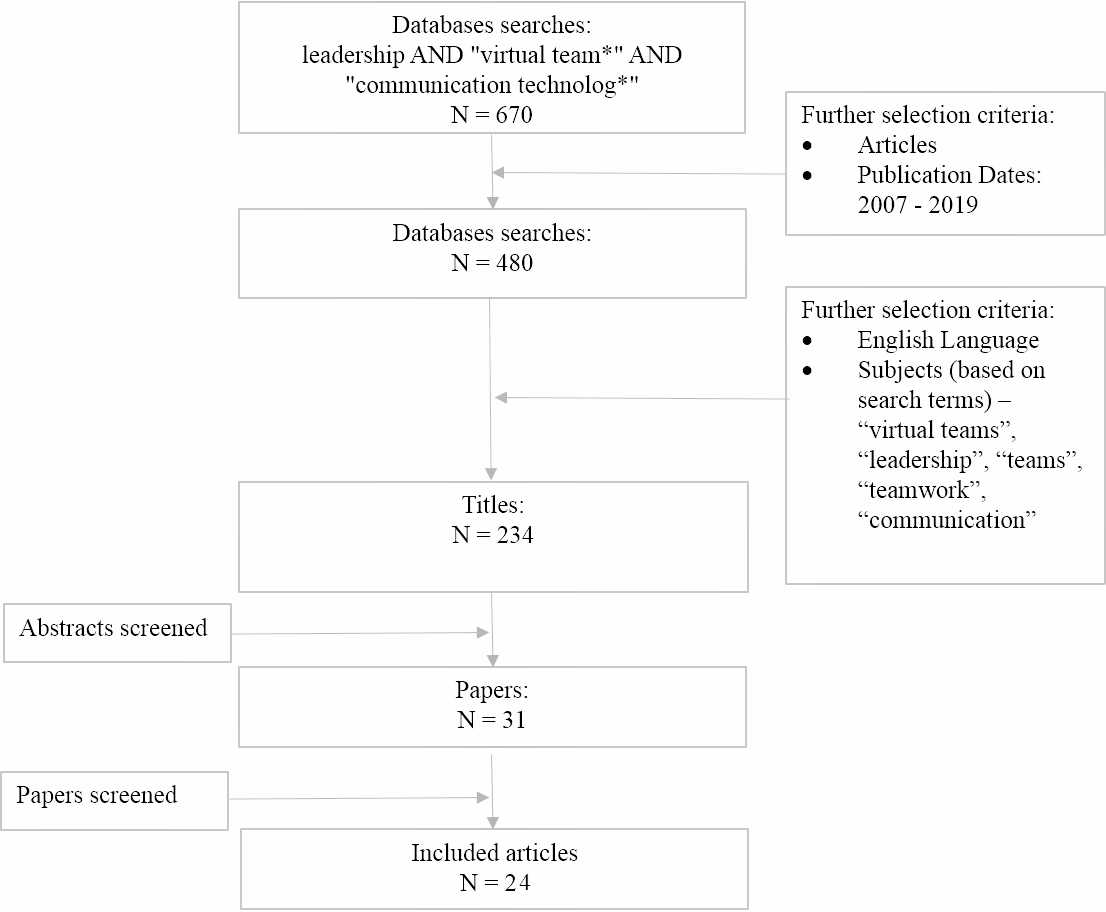 Databases searches:
leadership AND "virtual team*" AND
"communication technolog*"
N = 670
Further selection criteria:
• Articles
• Publication Dates:
2007 - 2019
Databases searches:
N = 480
Further selection criteria:
• English Language
• Subjects (based on
search terms) –
“virtual teams”,
“leadership”, “teams”,
“teamwork”,
“communication”
Titles:
N = 234
Abstracts screened
Papers:
N = 31
Papers screened
Included articles
N = 24